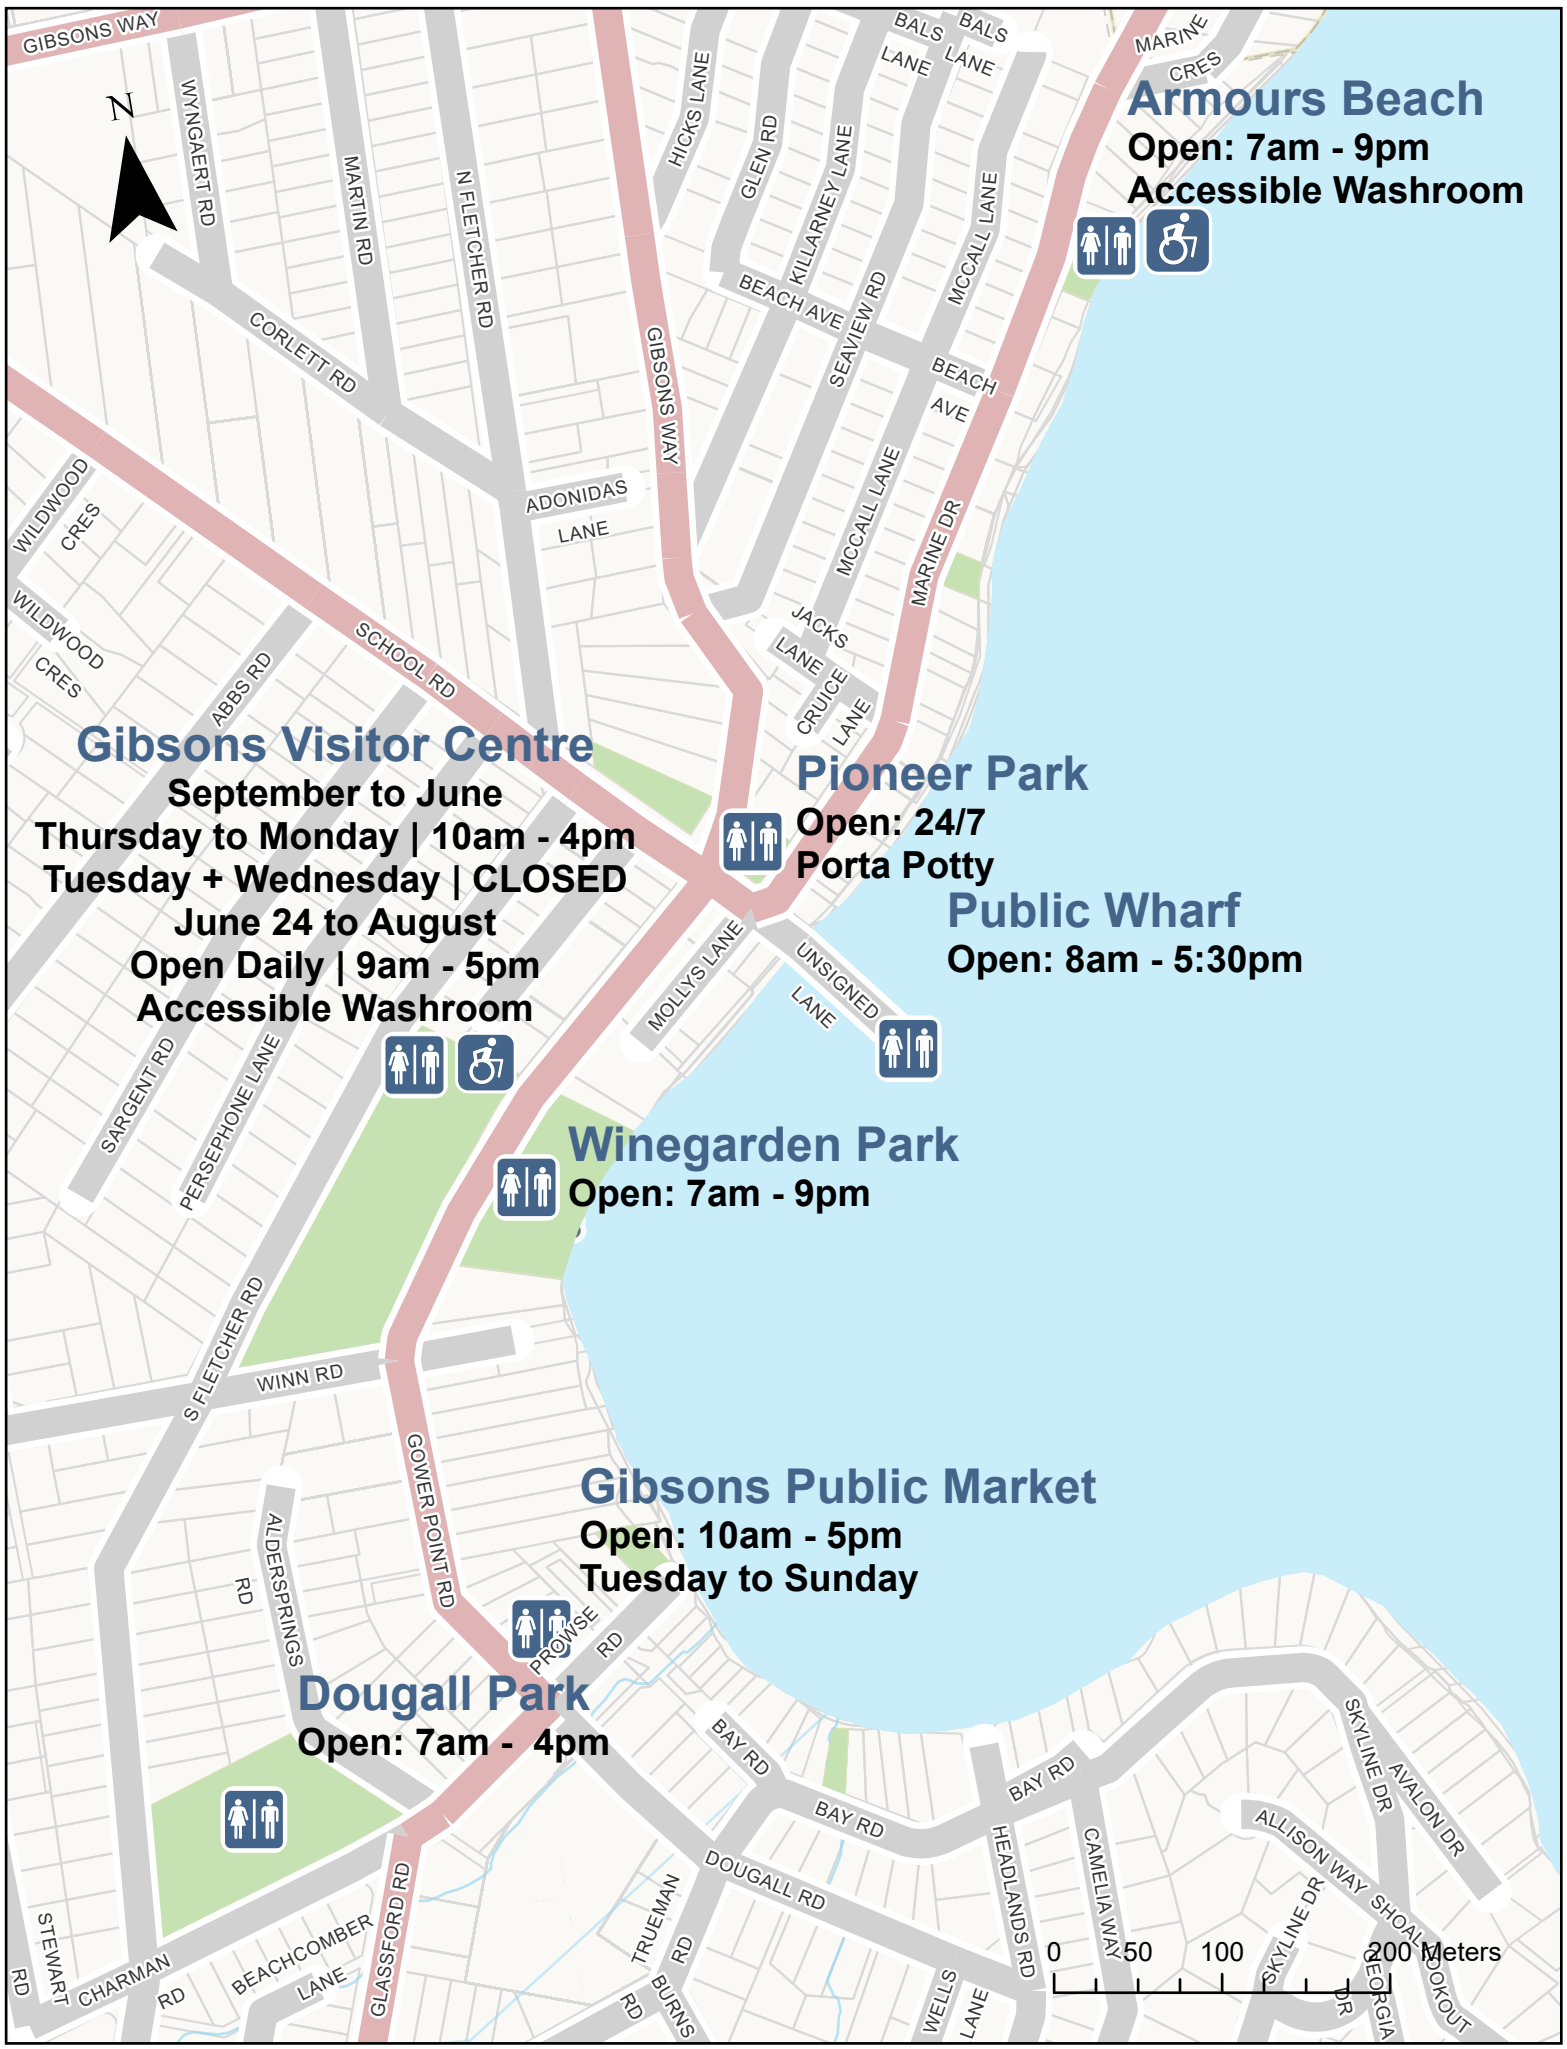 GIBSONS WAY
N
WYNGAERT RD
MARTIN RD
N FLETCHER RD
CORLETT RD
HICKS LANE
GLEN RD
KILLARNEY LANE
BALS
LANE
BALS
LANE
MARINE
CRES
Armours Beach
Open: 7am - 9pm
Accessible Washroom
MCCALL LANE
BEACH AVE
SEAVIEW RD
BEACH
AVE
GIBSONS WAY
ADONIDAS
LANE
MCCALL LANE
MARINE DR
WILDWOOD
CRES
WILDWOOD
CRES
SCHOOL RD
ABBS RD
JACKS
LANE
CRUICE
LANE
Gibsons Visitor Centre
September to June
Thursday to Monday | 10am - 4pm
Tuesday + Wednesday | CLOSED
June 24 to August
Open Daily | 9am - 5pm
Accessible Washroom
Pioneer Park
Open: 24/7
Porta Potty
Public Wharf
Open: 8am - 5:30pm
MOLLYS LANE
UNSIGNED
LANE
SARGENT RD
PERSEPHONE LANE
Winegarden Park
Open: 7am - 9pm
S FLETCHER RD
WINN RD
GOWER POINT RD
Gibsons Public Market
Open: 10am - 5pm
Tuesday to Sunday
ALDERSPRINGS
RD
PROWSE
RD
Dougall Park
Open: 7am - 4pm
BAY RD
BAY RD
BAY RD
SKYLINE DR
AVALON DR
ALLISON WAY
HEADLANDS RD
CAMELIA WAY
DOUGALL RD
TRUEMAN
RD
SKYLINE DR
SHOAL LOOKOUT
GEORGIA
DR
STEWART
RD
CHARMAN
RD
BEACHCOMBER
LANE
GLASSFORD RD
BURNS
RD
WELLS
LANE
0 50 100 200 Meters